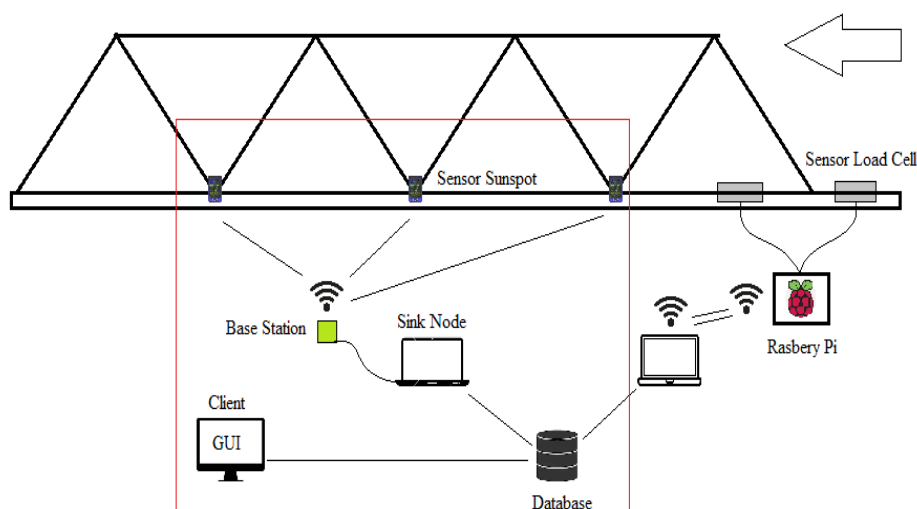 Sensor Load Cell
Sensor Sunspot
Base Station
Sink Node
Rasbery Pi
Client
GUI
Database